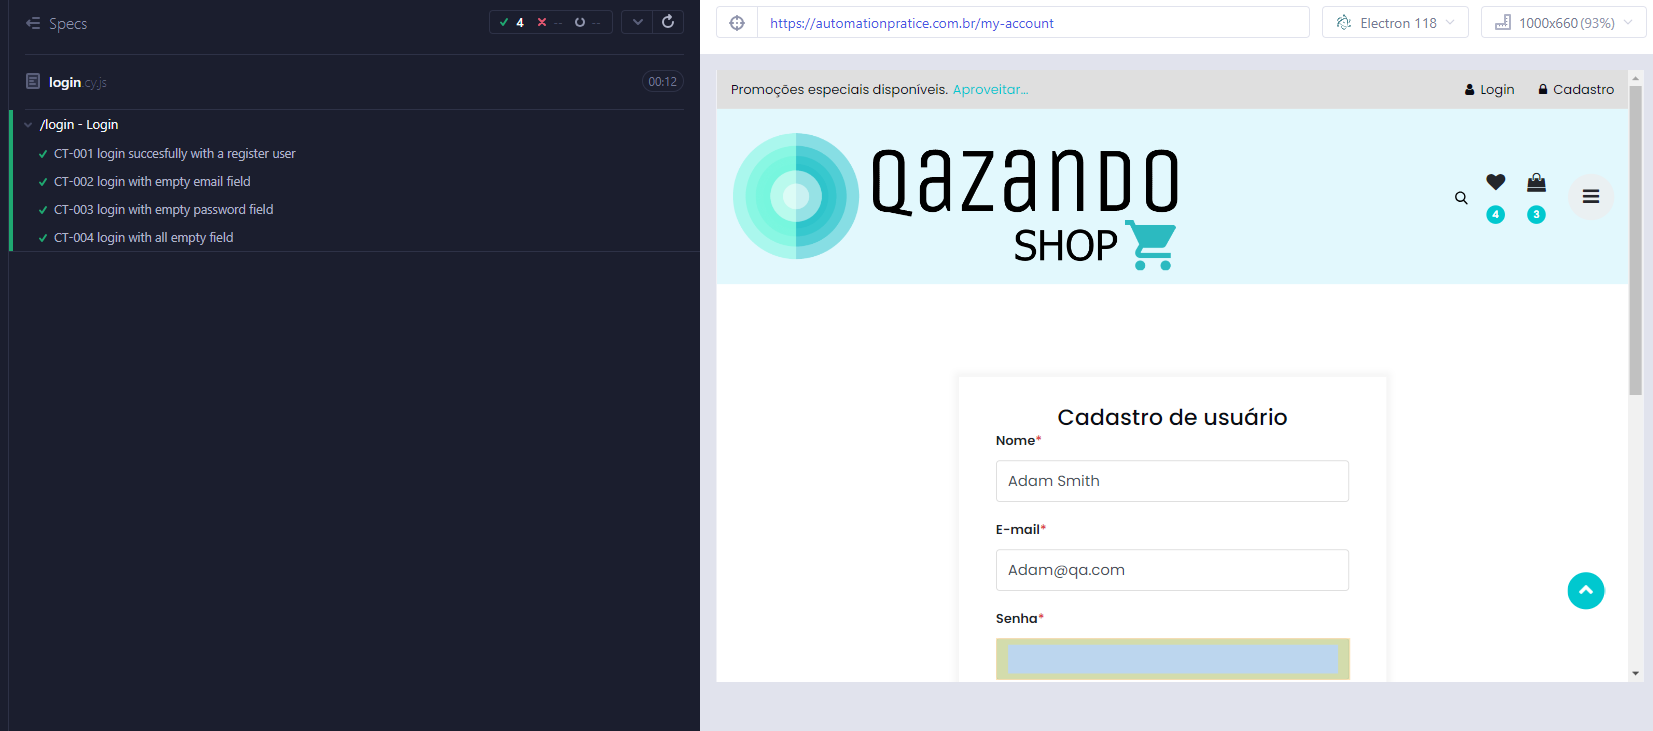 Specs
4 -- --
login.cy.js
00:12
/login - Login
CT-001 login succesfully with a register user
CT-002 login with empty email field
CT-003 login with empty password field
CT-004 login with all empty field
https://automationpratice.com.br/my-account
Electron 118
1000x660 (93%)
Promoções especiais disponíveis. Aproveitar...
Login
Cadastro
QAZANDO
SHOP
4
3
Cadastro de usuário
Nome*
Adam Smith
E-mail*
Adam@qa.com
Senha*